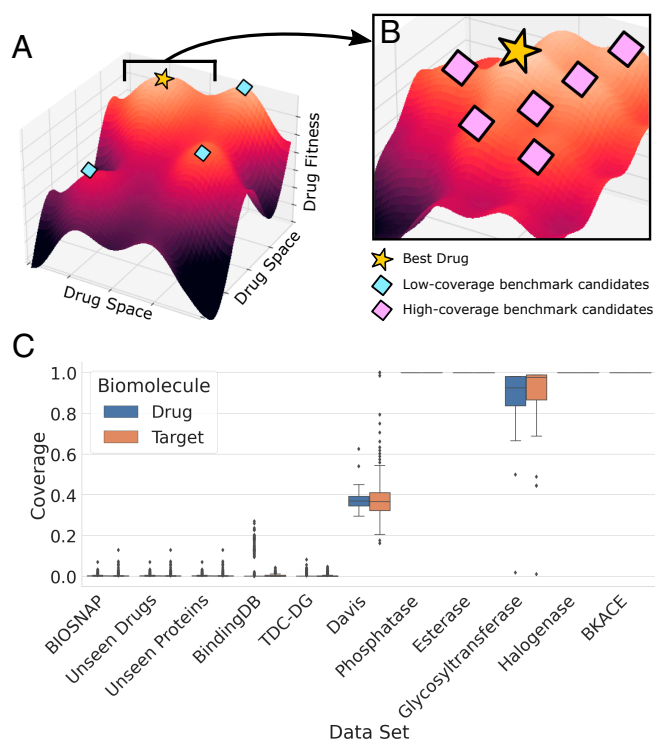 A
B
Drug Fitness
Drug Space
Drug Space
Best Drug
Low-coverage benchmark candidates
High-coverage benchmark candidates
C
Coverage
1.0
0.8
0.6
0.4
0.2
0.0
Biomolecule
Drug
Target
BIOSNAP
Unseen Drugs
Unseen Proteins
BindingDB
TDC-DG
Davis
Phosphatase
Esterase
Glycosyltransferase
Halogenase
BKACE
Data Set